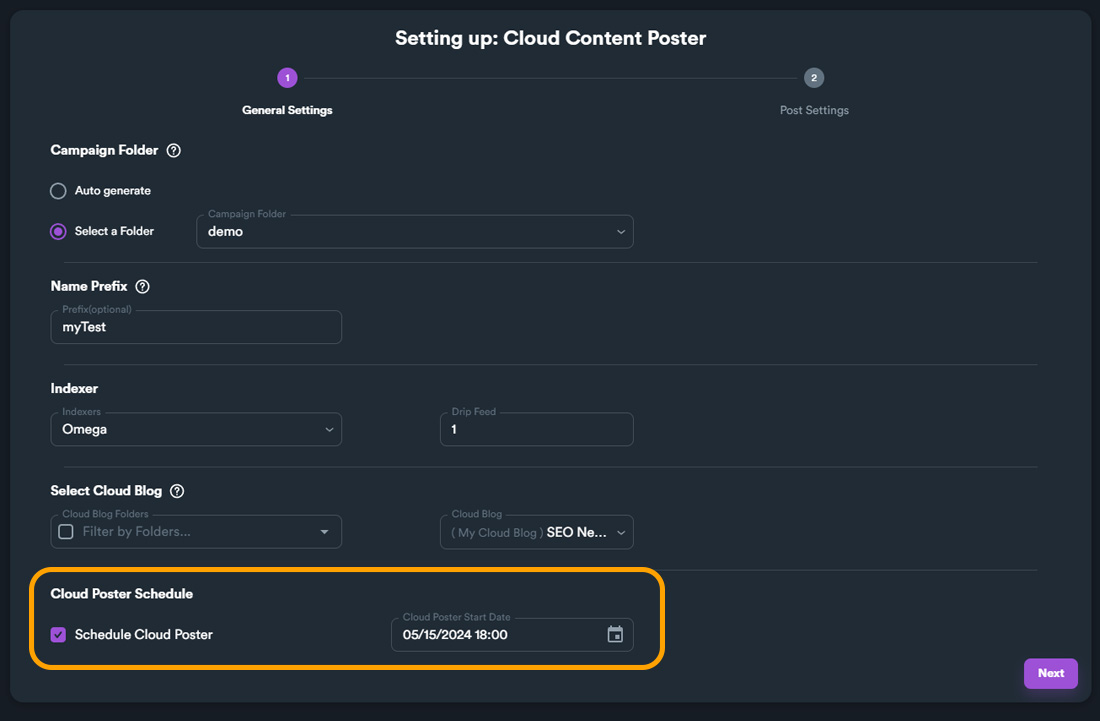 Setting up: Cloud Content Poster
1
2
General Settings
Post Settings
Campaign Folder ?
Auto generate
Campaign Folder
Select a Folder
demo
Name Prefix ?
Prefix(optional)
myTest
Indexer
Indexers
Drip Feed
Omega
1
Select Cloud Blog ?
Cloud Blog Folders
Cloud Blog
Filter by Folders...
( My Cloud Blog ) SEO Ne...
Cloud Poster Schedule
Cloud Poster Start Date
Schedule Cloud Poster
05/15/2024 18:00
Next